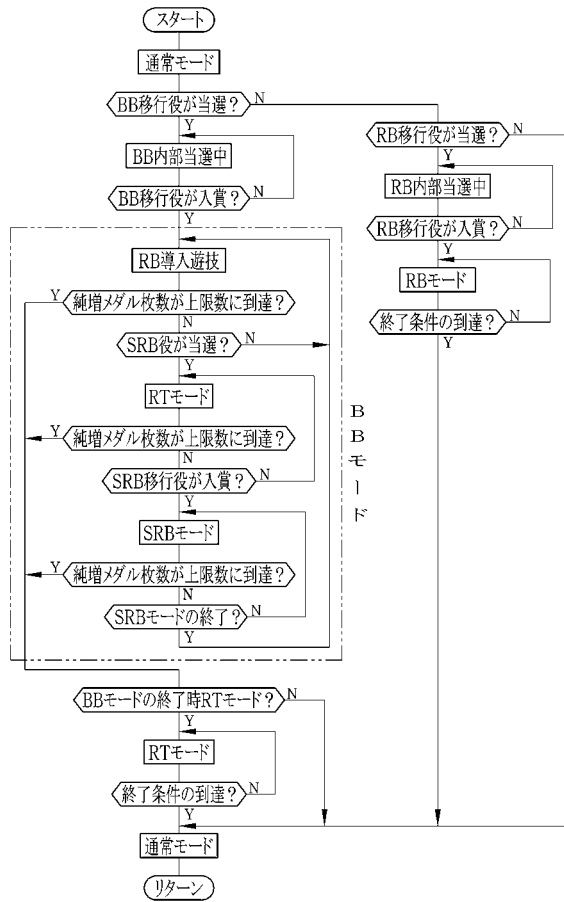 スタート
通常モード
BB移行役が当選？ N
Y
BB内部当選中
BB移行役が入賞？ N
Y
RB移行役が当選？ N
Y
RB内部当選中
RB移行役が入賞？ N
Y
RBモード
終了条件の到達？ N
Y
RB導入遊技
Y 純増メダル枚数が上限数に到達？
N
SRB役が当選？ N
Y
RTモード
Y 純増メダル枚数が上限数に到達？
N
SRB移行役が入賞？ N
Y
SRBモード
Y 純増メダル枚数が上限数に到達？
N
SRBモードの終了？ N
Y
BBモード
BBモードの終了時RTモード？ N
Y
RTモード
終了条件の到達？ N
Y
通常モード
リターン